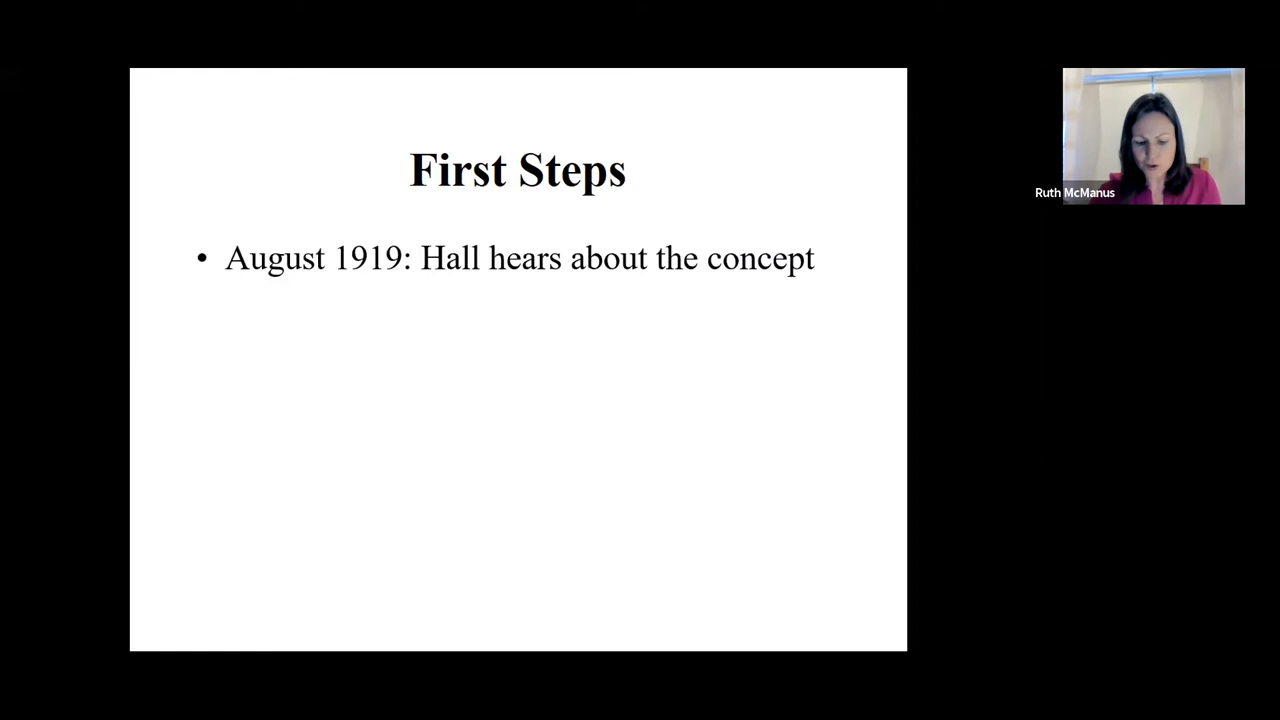 First Steps
• August 1919: Hall hears about the concept
Ruth McManus